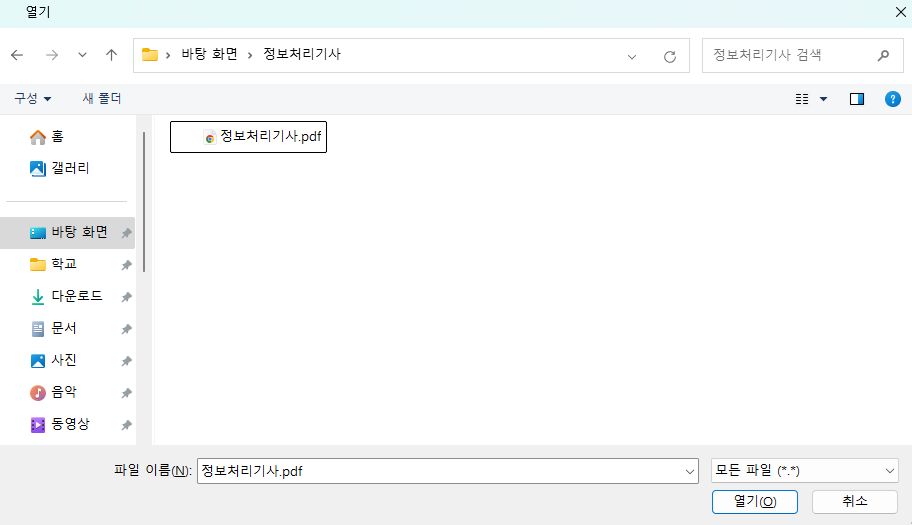 열기
바탕 화면 › 정보처리기사
정보처리기사 검색
구성
새 폴더
홈
갤러리
바탕 화면
학교
다운로드
문서
사진
음악
동영상
정보처리기사.pdf
파일 이름(N):
정보처리기사.pdf
모든 파일 (*.*)
열기(O)
취소